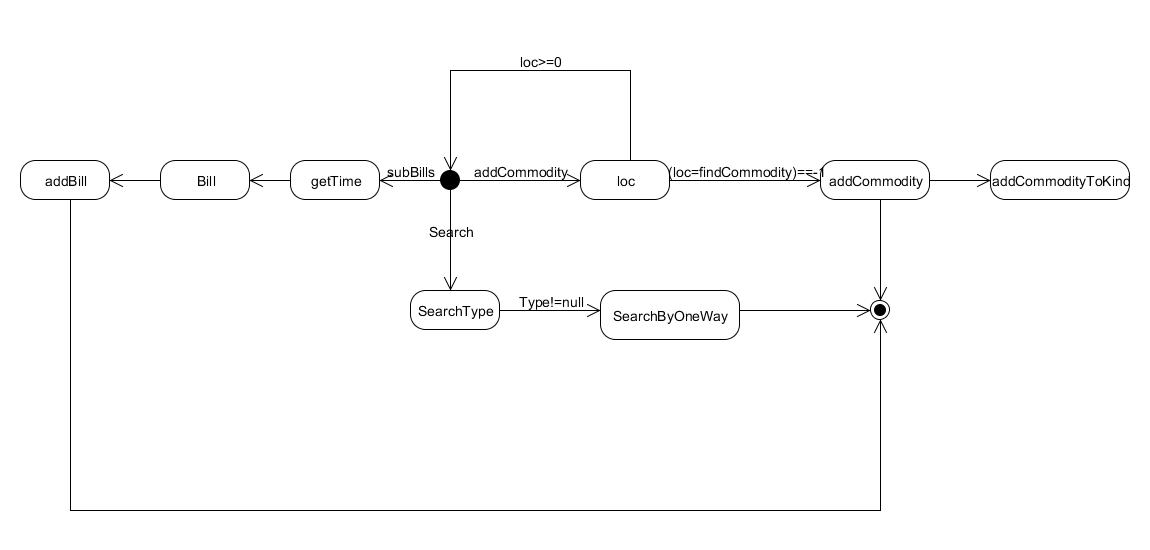 loc>=0
addBill
Bill
getTime
subBills
addCommodity
loc
(loc=findCommodity)==-1
addCommodity
addCommodityToKind
Search
SearchType
Type!=null
SearchByOneWay